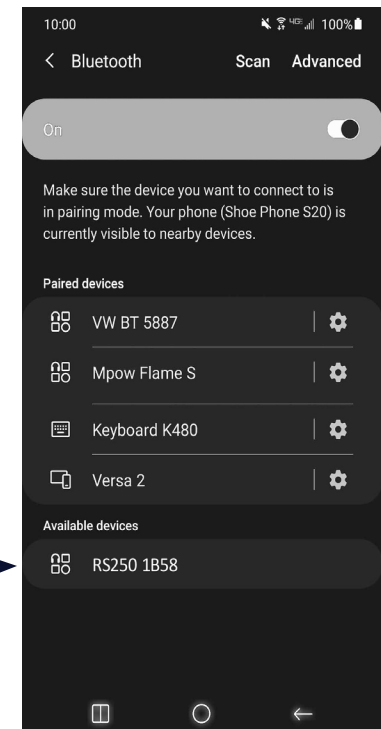 10:00 4GE 100%
Bluetooth Scan Advanced
On
Make sure the device you want to connect to is
in pairing mode. Your phone (Shoe Phone S20) is
currently visible to nearby devices.
Paired devices
VW BT 5887
Mpow Flame S
Keyboard K480
Versa 2
Available devices
RS250 1B58